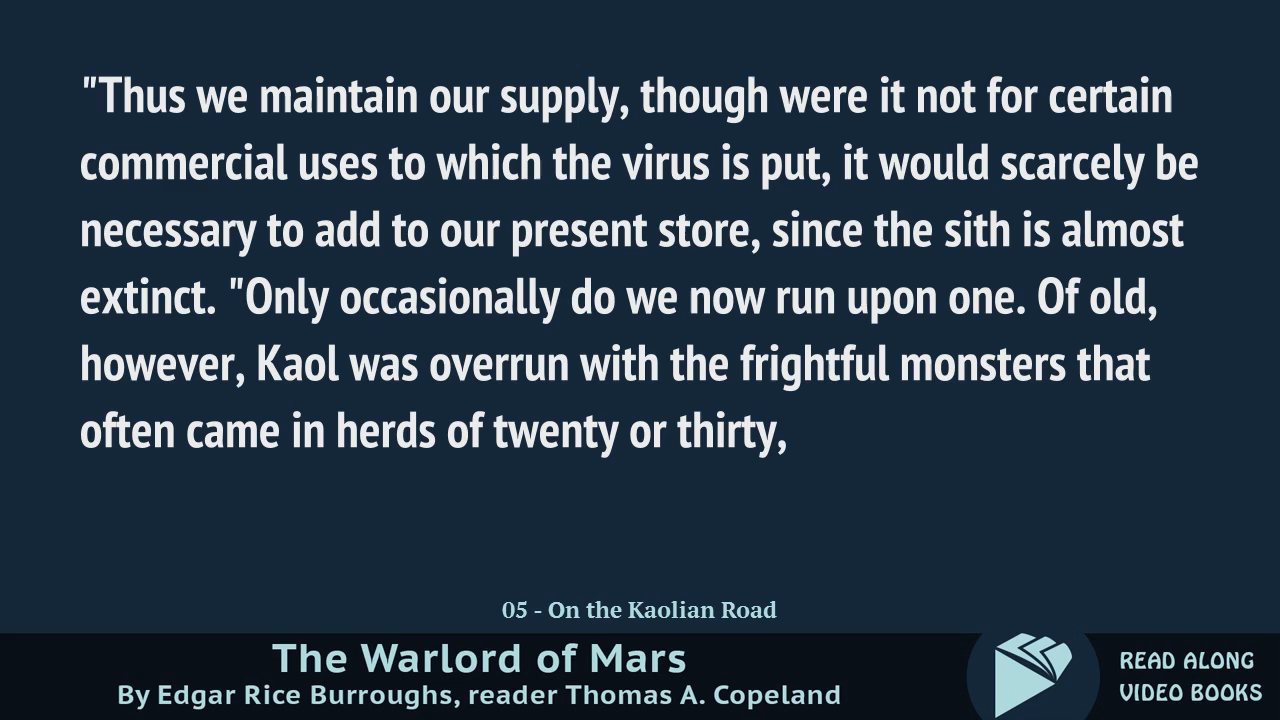 "Thus we maintain our supply, though were it not for certain
commercial uses to which the virus is put, it would scarcely be
necessary to add to our present store, since the sith is almost
extinct. "Only occasionally do we now run upon one. Of old,
however, Kaol was overrun with the frightful monsters that
often came in herds of twenty or thirty,
05 - On the Kaolian Road
The Warlord of Mars
By Edgar Rice Burroughs, reader Thomas A. Copeland
READ ALONG
VIDEO BOOKS